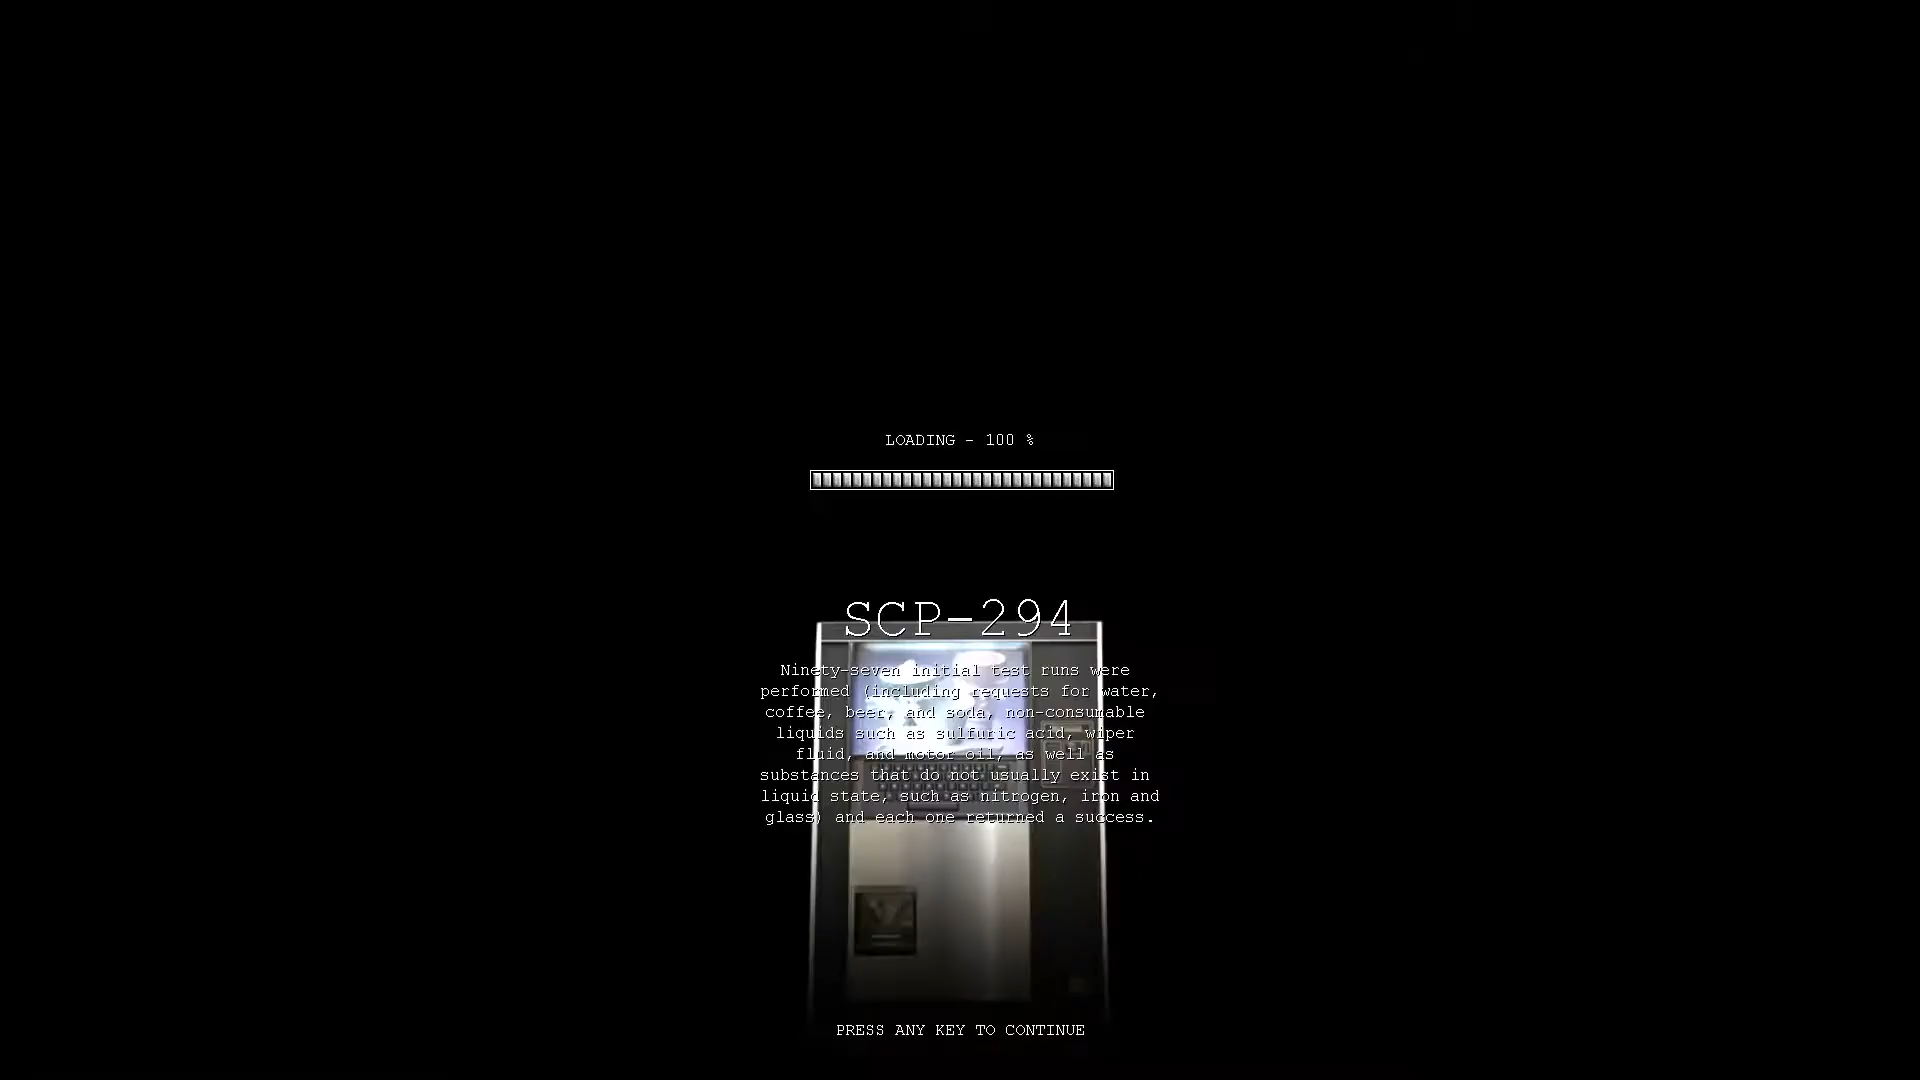 LOADING - 100 %
SCP-294
Ninety-seven initial test runs were
performed (including requests for water,
coffee, beer, and soda, non-consumable
liquids such as sulfuric acid, wiper
fluid, and motor oil, as well as
substances that do not usually exist in
liquid state, such as nitrogen, iron and
glass) and each one returned a success.
PRESS ANY KEY TO CONTINUE